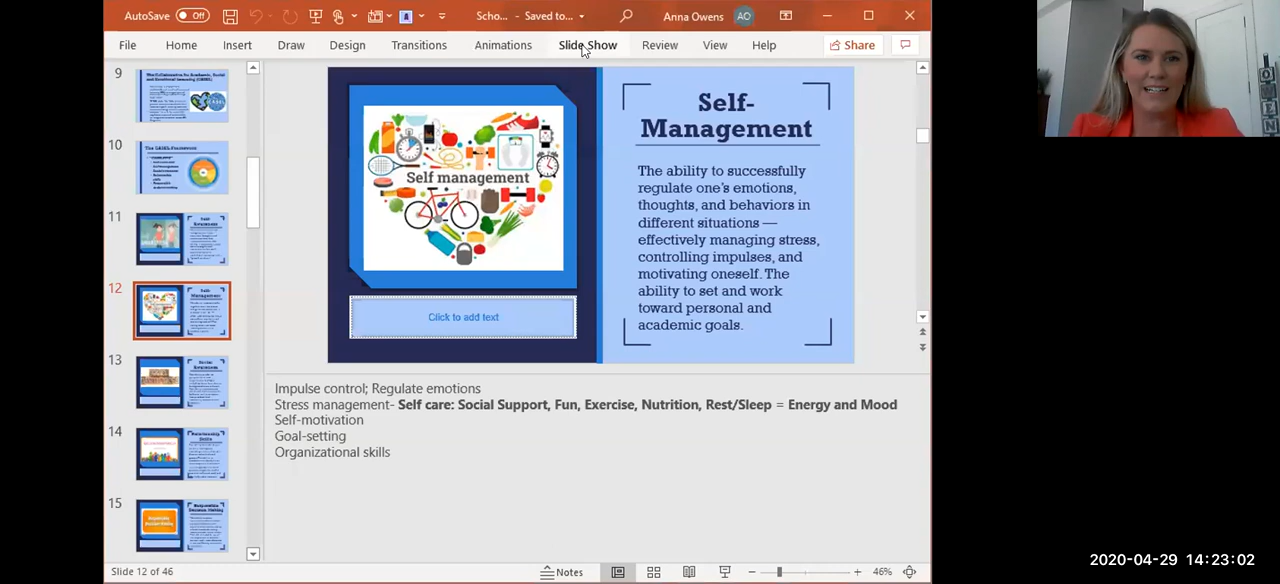 AutoSave Off Scho... - Saved to... Anna Owens AO
File Home Insert Draw Design Transitions Animations Slide Show Review View Help Share
9
10
The CASEL Framework
11
12
13
14
15
Self management
Click to add text
Self-
Management
The ability to successfully
regulate one's emotions,
thoughts, and behaviors in
different situations —
effectively managing stress,
controlling impulses, and
motivating oneself. The
ability to set and work
toward personal and
academic goals.
Impulse control: Regulate emotions
Stress management- Self care: Social Support, Fun, Exercise, Nutrition, Rest/Sleep = Energy and Mood
Self-motivation
Goal-setting
Organizational skills
Slide 12 of 46 Notes 46%
OWEN
2020-04-29 14:23:02